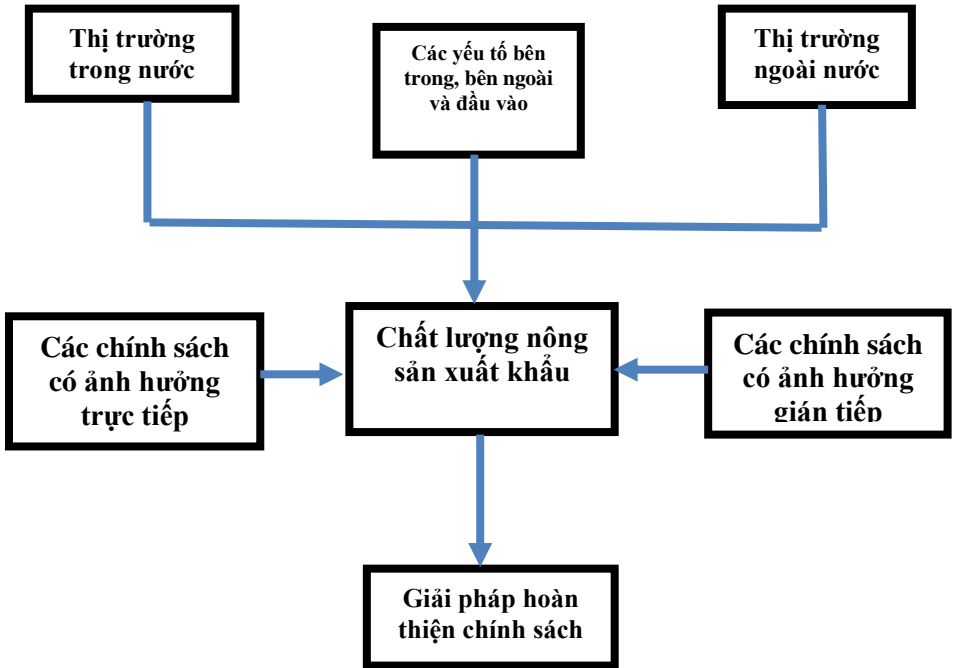 Thị trường
trong nước
Các yếu tố bên
trong, bên ngoài
và đầu vào
Thị trường
ngoài nước
Các chính sách
có ảnh hưởng
trực tiếp
Chất lượng nông
sản xuất khẩu
Các chính sách
có ảnh hưởng
gián tiếp
Giải pháp hoàn
thiện chính sách